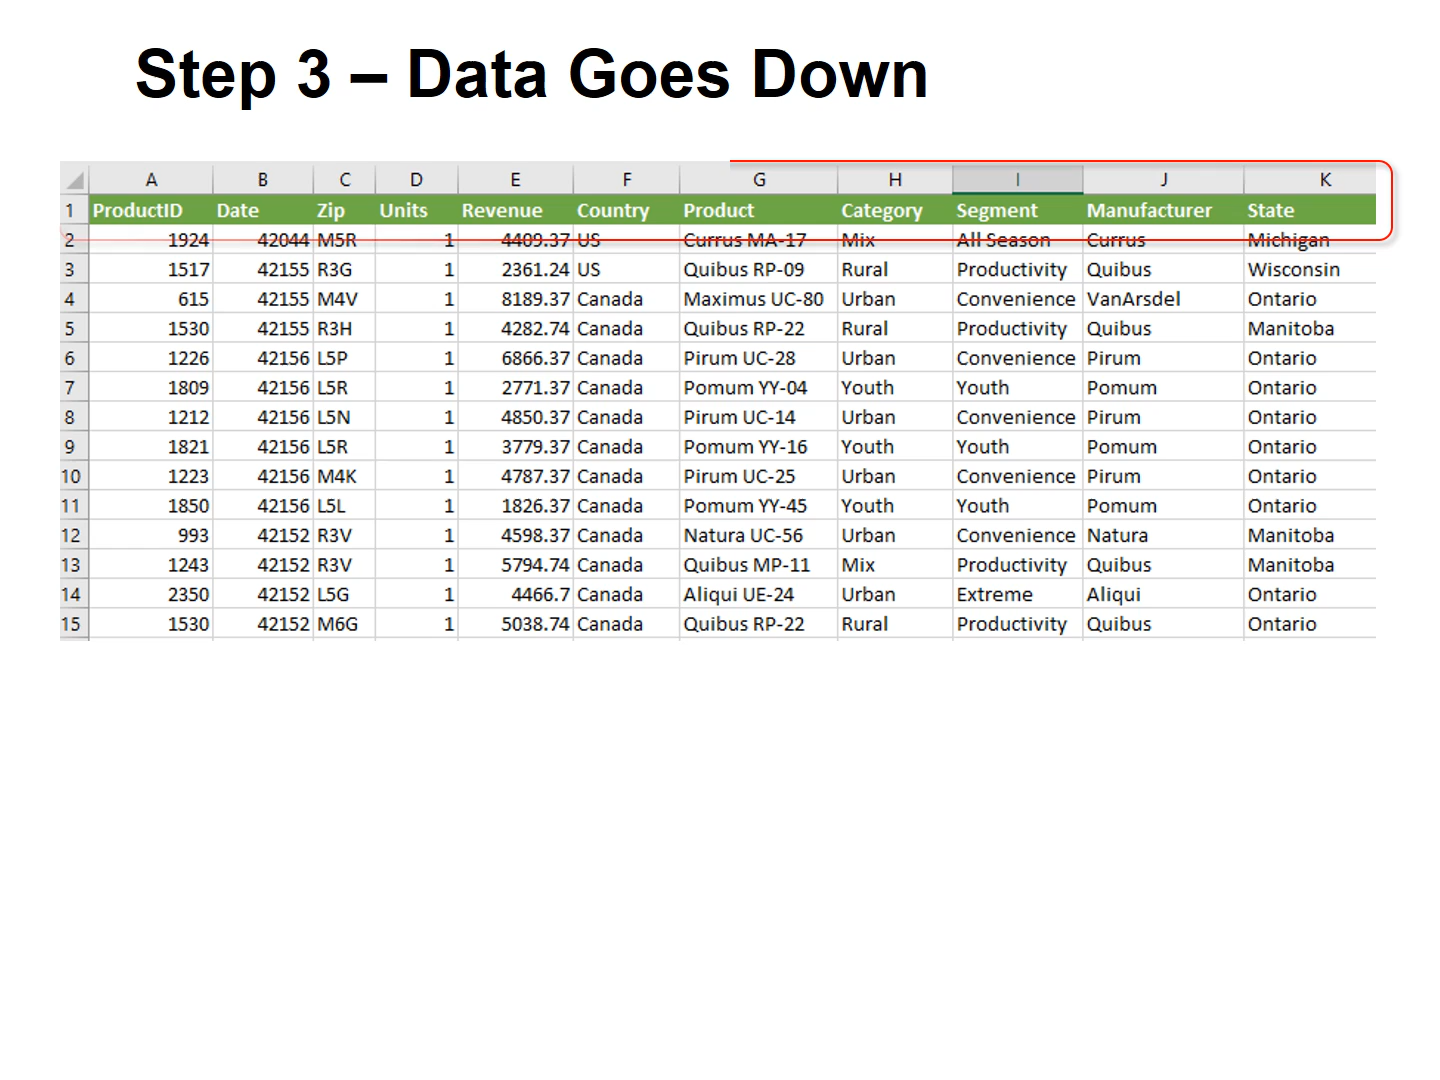 Step 3 – Data Goes Down
A B C D E F G H I J K
1 ProductID Date Zip Units Revenue Country Product Category Segment Manufacturer State
2 1924 42044 M5R 1 4409.37 US Currus MA-17 Mix All Season Currus Michigan
3 1517 42155 R3G 1 2361.24 US Quibus RP-09 Rural Productivity Quibus Wisconsin
4 615 42155 M4V 1 8189.37 Canada Maximus UC-80 Urban Convenience VanArsdel Ontario
5 1530 42155 R3H 1 4282.74 Canada Quibus RP-22 Rural Productivity Quibus Manitoba
6 1226 42156 L5P 1 6866.37 Canada Pirum UC-28 Urban Convenience Pirum Ontario
7 1809 42156 L5R 1 2771.37 Canada Pomum YY-04 Youth Youth Pomum Ontario
8 1212 42156 L5N 1 4850.37 Canada Pirum UC-14 Urban Convenience Pirum Ontario
9 1821 42156 L5R 1 3779.37 Canada Pomum YY-16 Youth Youth Pomum Ontario
10 1223 42156 M4K 1 4787.37 Canada Pirum UC-25 Urban Convenience Pirum Ontario
11 1850 42156 L5L 1 1826.37 Canada Pomum YY-45 Youth Youth Pomum Ontario
12 993 42152 R3V 1 4598.37 Canada Natura UC-56 Urban Convenience Natura Manitoba
13 1243 42152 R3V 1 5794.74 Canada Quibus MP-11 Mix Productivity Quibus Manitoba
14 2350 42152 L5G 1 4466.7 Canada Aliqui UE-24 Urban Extreme Aliqui Ontario
15 1530 42152 M6G 1 5038.74 Canada Quibus RP-22 Rural Productivity Quibus Ontario